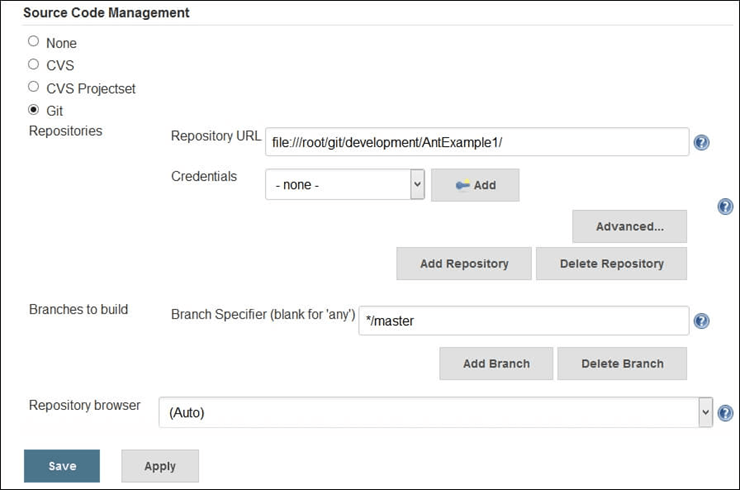 Source Code Management
None
CVS
CVS Projectset
Git
Repositories
Repository URL file:///root/git/development/AntExample1/
Credentials - none - Add
Advanced...
Add Repository Delete Repository
Branches to build Branch Specifier (blank for 'any') */master
Add Branch Delete Branch
Repository browser (Auto)
Save Apply